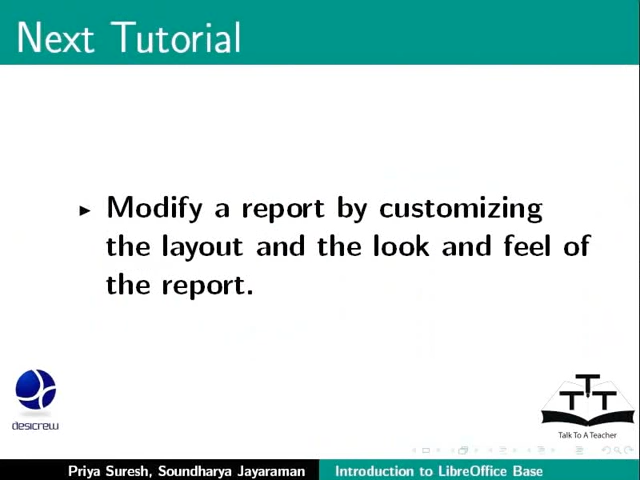 Next Tutorial
Modify a report by customizing
the layout and the look and feel of
the report.
desicrew
TTT
Talk To A Teacher
Priya Suresh, Soundharya Jayaraman
Introduction to LibreOffice Base